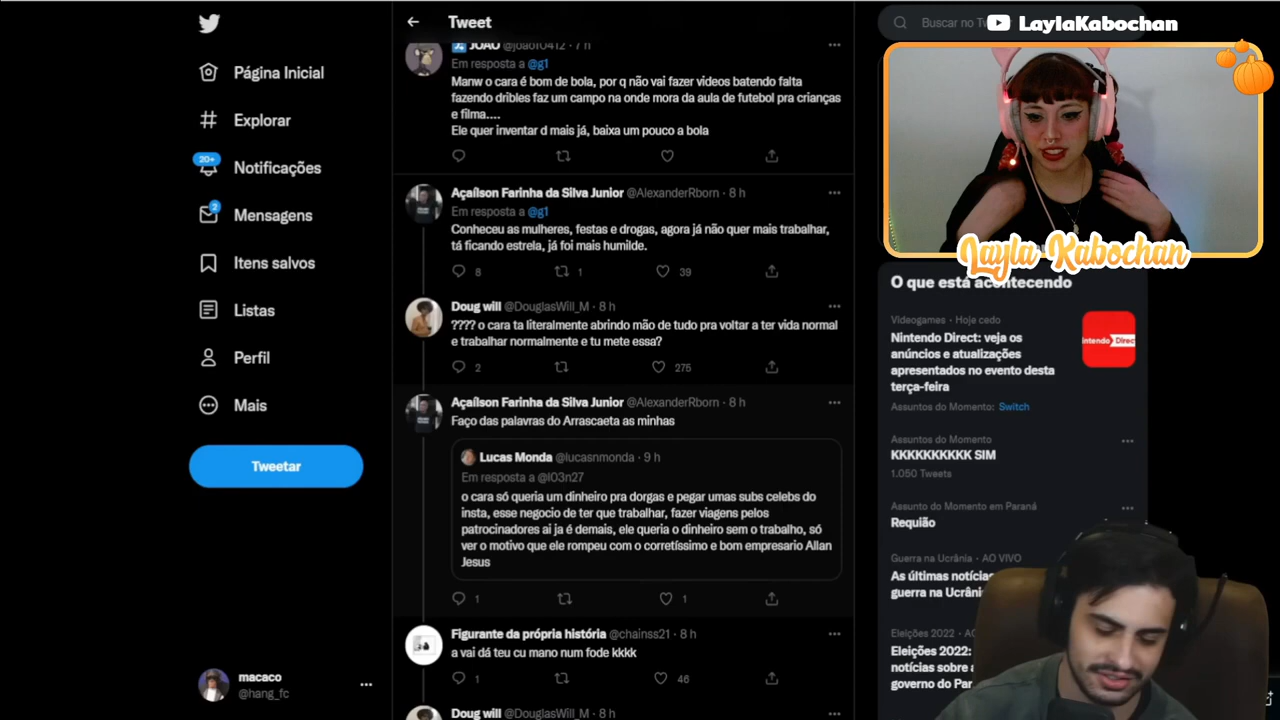 Tweet
Buscar no Tw
LaylaKabochan
JOÃO @joao10412 · 7 h
Em resposta a @g1
Manw o cara é bom de bola, por q não vai fazer videos batendo falta
fazendo dribles faz um campo na onde mora da aula de futebol pra crianças
e filma....
Ele quer inventar d mais já, baixa um pouco a bola
Página Inicial
Explorar
20+
Notificações
2
Mensagens
Itens salvos
Listas
Perfil
Mais
Tweetar
macaco
@hang_fc
Açaílson Farinha da Silva Junior @AlexanderRborn · 8 h
Em resposta a @g1
Conheceu as mulheres, festas e drogas, agora já não quer mais trabalhar,
tá ficando estrela, já foi mais humilde.
8 1 39
Doug will @DouglasWill_M · 8 h
???? o cara ta literalmente abrindo mão de tudo pra voltar a ter vida normal
e trabalhar normalmente e tu mete essa?
2 275
Açaílson Farinha da Silva Junior @AlexanderRborn · 8 h
Faço das palavras do Arrascaeta as minhas
Lucas Monda @lucasnmonda · 9 h
Em resposta a @l03n27
o cara só queria um dinheiro pra dorgas e pegar umas subs celebs do
insta, esse negocio de ter que trabalhar, fazer viagens pelos
patrocinadores ai ja é demais, ele queria o dinheiro sem o trabalho, só
ver o motivo que ele rompeu com o corretíssimo e bom empresario Allan
Jesus
1 1
Figurante da própria história @chainss21 · 8 h
a vai dá teu cu mano num fode kkkk
1 46
Doug will @DouglasWill_M · 8 h
Layla Kabochan
O que está acontecendo
Videogames · Hoje cedo
Nintendo Direct: veja os
anúncios e atualizações
apresentados no evento desta
terça-feira
Assuntos do Momento: Switch
intendo Direc
Assuntos do Momento
KKKKKKKKKK SIM
1.050 Tweets
Assunto do Momento em Paraná
Requião
Guerra na Ucrânia · AO VIVO
As últimas notícias
guerra na Ucrâni
Eleições 2022 · AO
Eleições 2022:
notícias sobre a
governo do Par